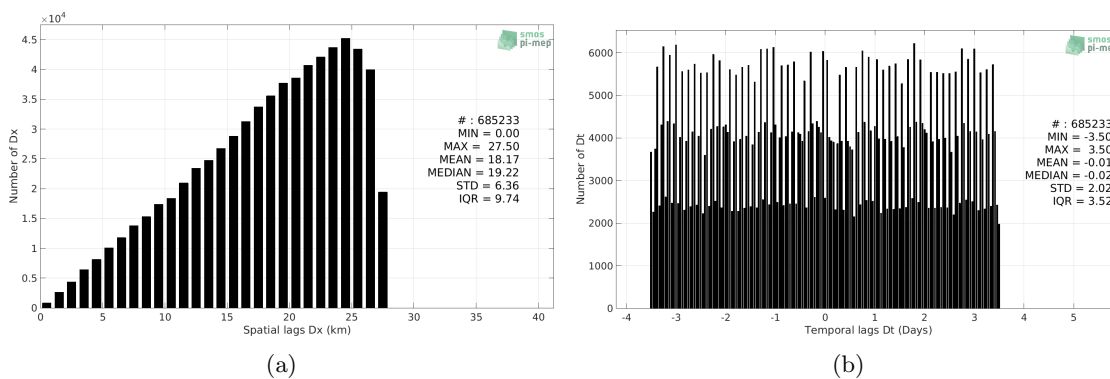 ×10⁴
4.5
4
3.5
3
2.5
2
1.5
1
0.5
0
Number of Dx
0 5 10 15 20 25 30 35 40
Spatial lags Dx (km)
smos
pi-mep
# : 685233
MIN = 0.00
MAX = 27.50
MEAN = 18.17
MEDIAN = 19.22
STD = 6.36
IQR = 9.74
(a)
6000
5000
4000
3000
2000
1000
0
Number of Dt
-4 -3 -2 -1 0 1 2 3 4 5
Temporal lags Dt (Days)
smos
pi-me
# : 685233
MIN = -3.50
MAX = 3.50
MEAN = -0.01
MEDIAN = -0.02
STD = 2.02
IQR = 3.52
(b)